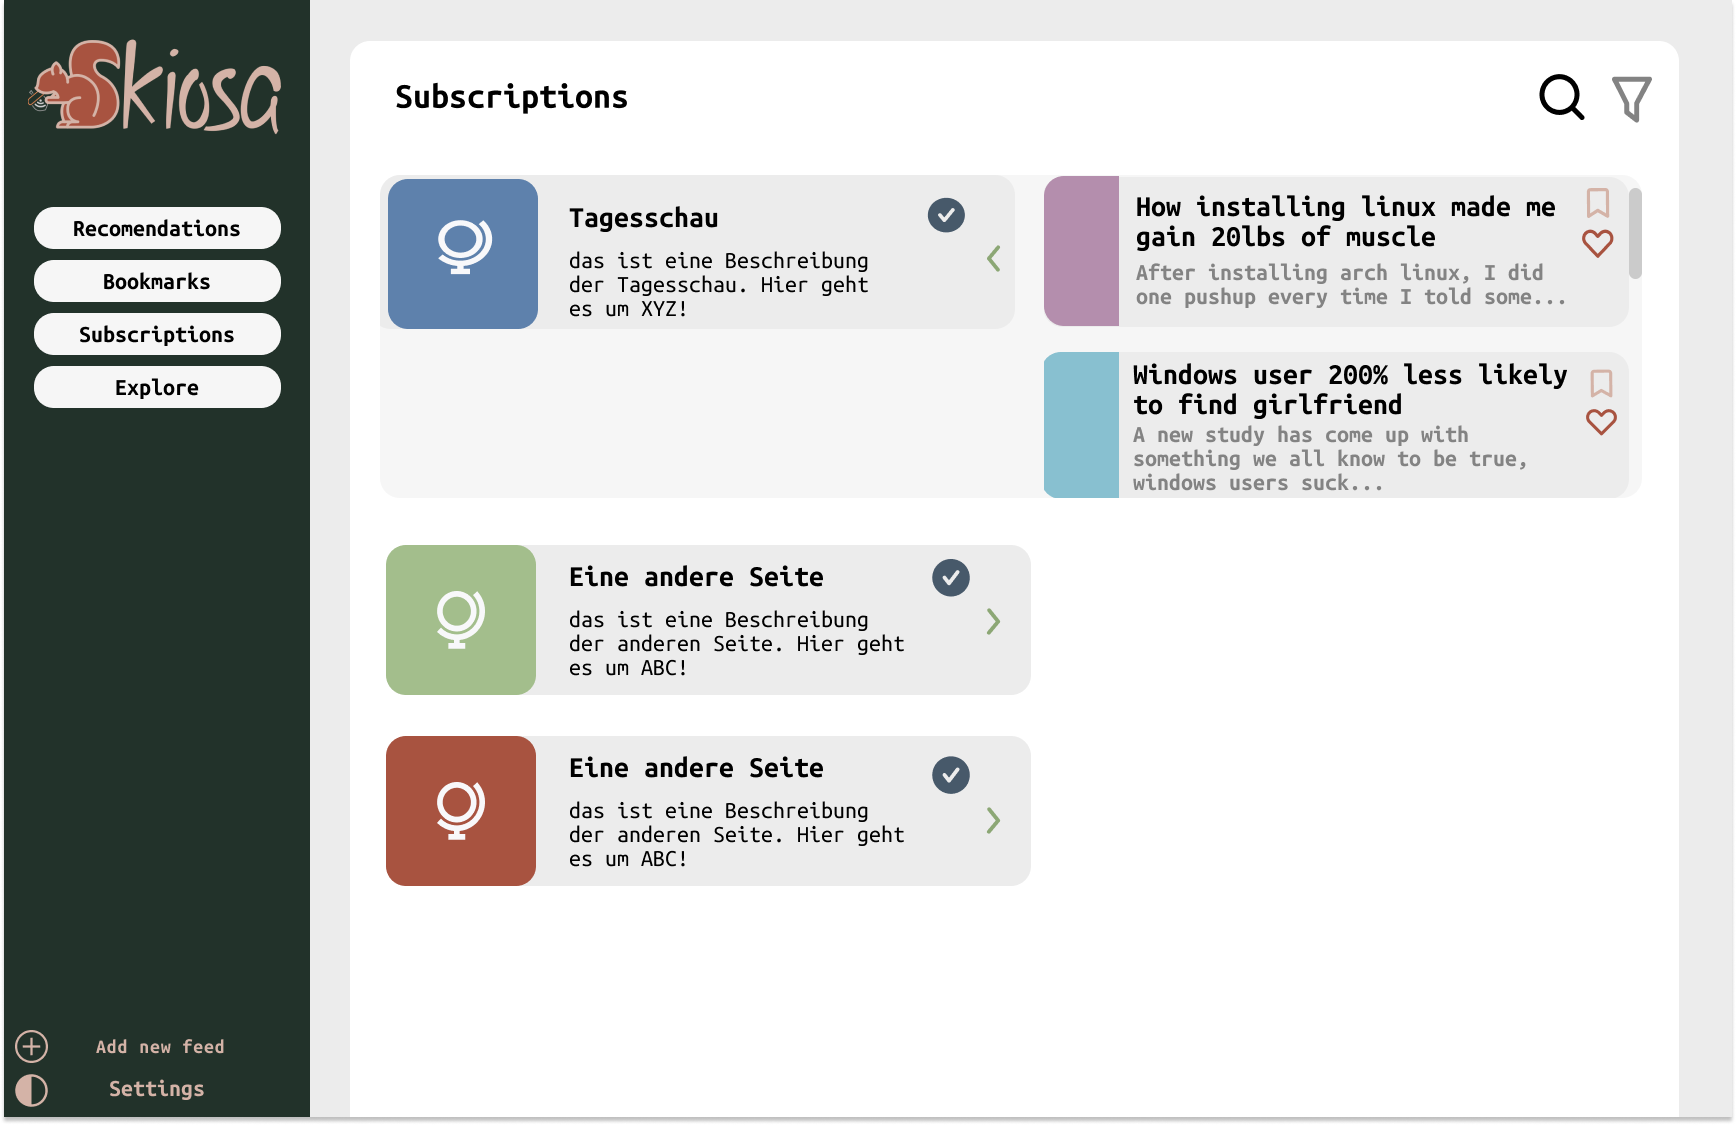 Skiosa
Recomendations
Bookmarks
Subscriptions
Explore
Add new feed
Settings
Subscriptions
Tagesschau
das ist eine Beschreibung
der Tagesschau. Hier geht
es um XYZ!
How installing linux made me
gain 20lbs of muscle
After installing arch linux, I did
one pushup every time I told some...
Windows user 200% less likely
to find girlfriend
A new study has come up with
something we all know to be true,
windows users suck...
Eine andere Seite
das ist eine Beschreibung
der anderen Seite. Hier geht
es um ABC!
Eine andere Seite
das ist eine Beschreibung
der anderen Seite. Hier geht
es um ABC!